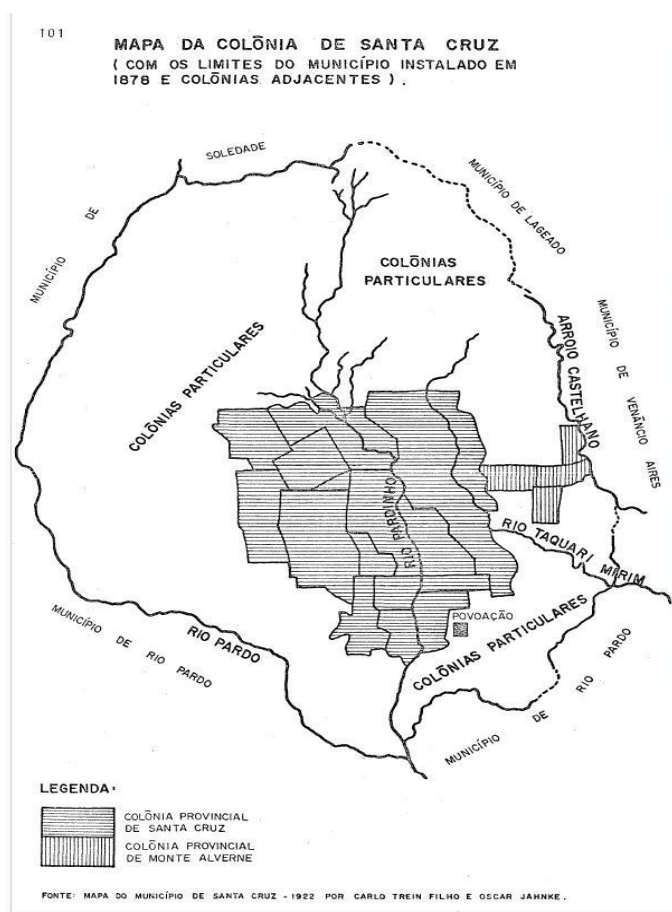 101
MAPA DA COLÔNIA DE SANTA CRUZ
( COM OS LIMITES DO MUNICÍPIO INSTALADO EM
1878 E COLÔNIAS ADJACENTES ) .
SOLEDADE
MUNICÍPIO DE
MUNICÍPIO DE LAGEADO
COLÔNIAS
PARTICULARES
COLÔNIAS PARTICULARES
ARROIO CASTELHANO
MUNICÍPIO DE VENÂNCIO AIRES
RIO PARDINHO
RIO TAQUARI MIRIM
POVOAÇÃO
COLÔNIAS PARTICULARES
RIO PARDO
MUNICÍPIO DE RIO PARDO
MUNICÍPIO DE RIO PARDO
LEGENDA:
COLÔNIA PROVINCIAL
DE SANTA CRUZ
COLÔNIA PROVINCIAL
DE MONTE ALVERNE
FONTE: MAPA DO MUNICÍPIO DE SANTA CRUZ - 1922 POR CARLO TREIN FILHO E OSCAR JAHNKE .